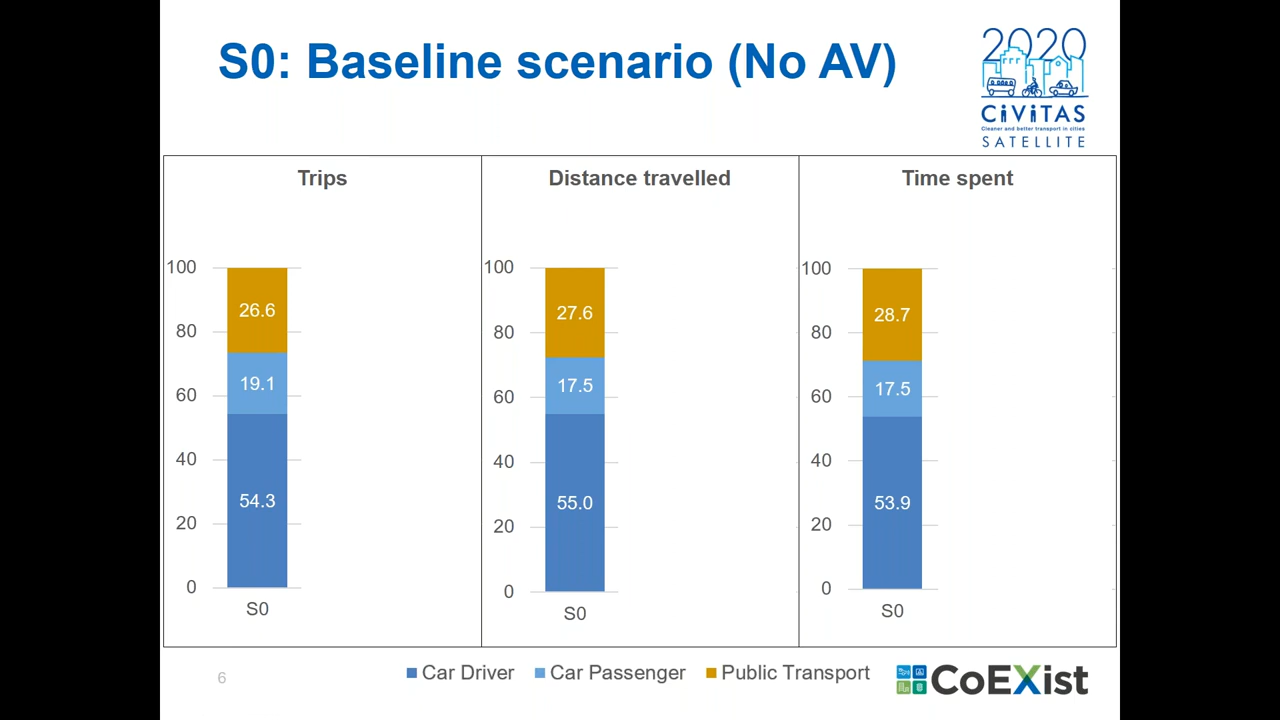 S0: Baseline scenario (No AV)
2020
CiViTAS
Cleaner and better transport in cities
SATELLITE
Trips
100
80
60
40
20
0
26.6
19.1
54.3
S0
Distance travelled
100
80
60
40
20
0
27.6
17.5
55.0
S0
Time spent
100
80
60
40
20
0
28.7
17.5
53.9
S0
6
Car Driver Car Passenger Public Transport
CoEXist